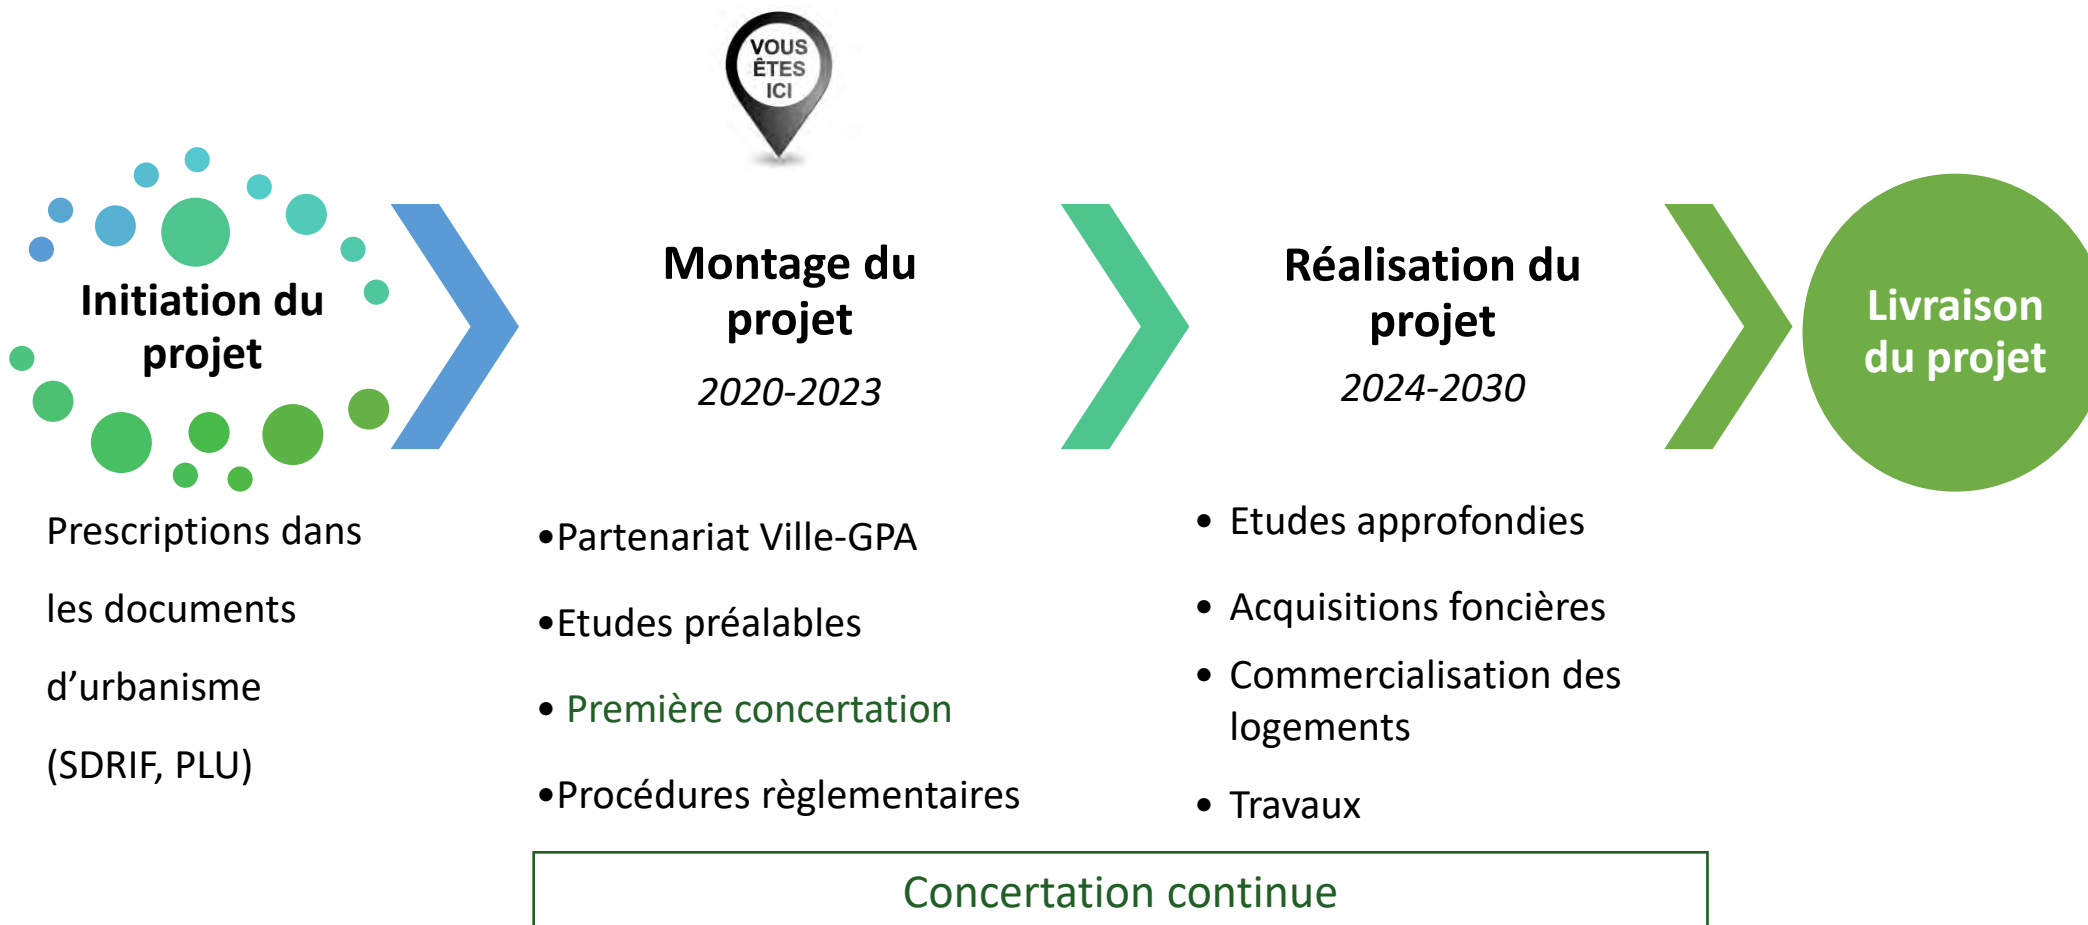 VOUS
ÊTES
ICI
Initiation du
projet
Prescriptions dans
les documents
d’urbanisme
(SDRIF, PLU)
Montage du
projet
2020-2023
•Partenariat Ville-GPA
•Etudes préalables
• Première concertation
•Procédures règlementaires
Réalisation du
projet
2024-2030
• Etudes approfondies
• Acquisitions foncières
• Commercialisation des
logements
• Travaux
Livraison
du projet
Concertation continue